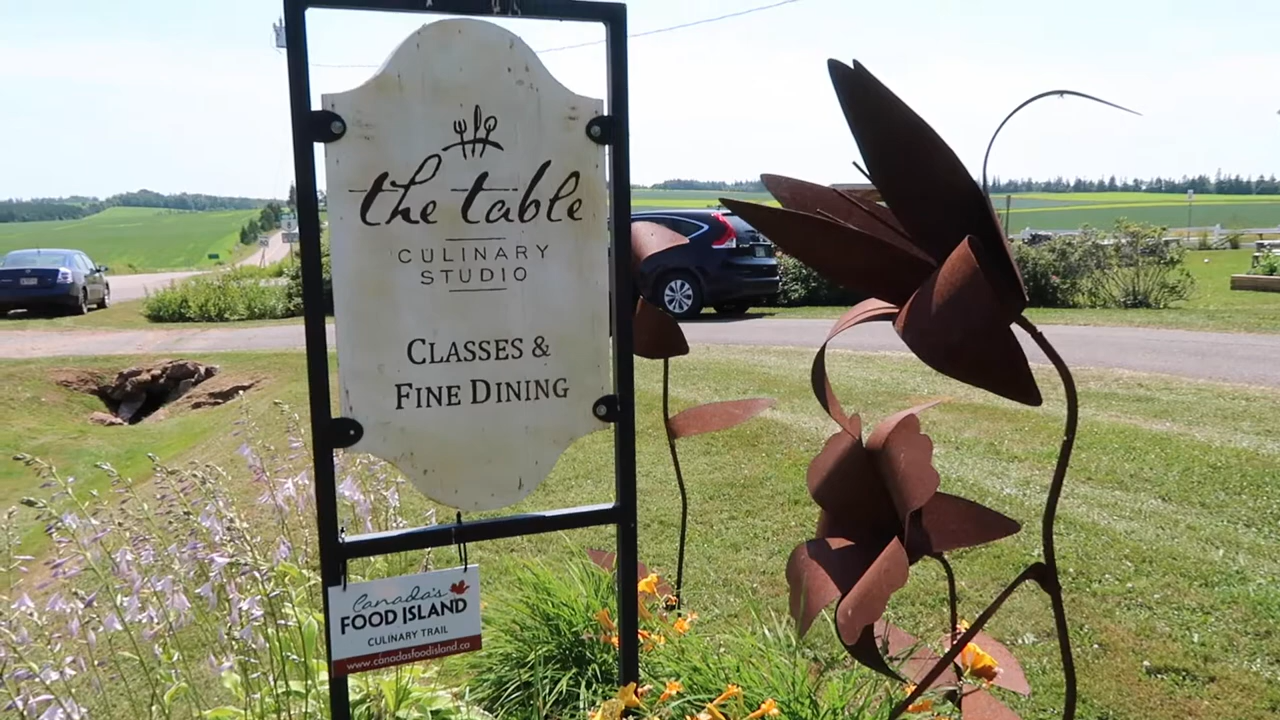 the table
CULINARY
STUDIO
CLASSES &
FINE DINING
Canada's
FOOD ISLAND
CULINARY TRAIL
www.canadasfoodisland.ca